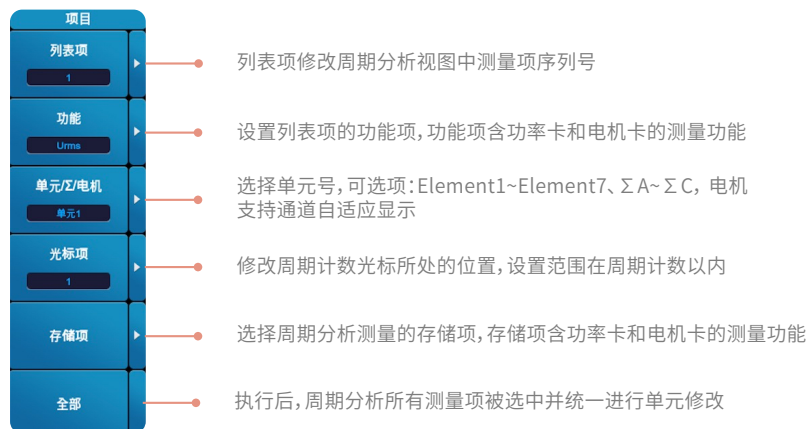 项目
列表项
1
列表项修改周期分析视图中测量项序列号
功能
Urms
设置列表项的功能项,功能项含功率卡和电机卡的测量功能
单元/Σ/电机
单元1
选择单元号,可选项:Element1~Element7、ΣA~ΣC, 电机
支持通道自适应显示
光标项
1
修改周期计数光标所处的位置,设置范围在周期计数以内
存储项
选择周期分析测量的存储项,存储项含功率卡和电机卡的测量功能
全部
执行后,周期分析所有测量项被选中并统一进行单元修改